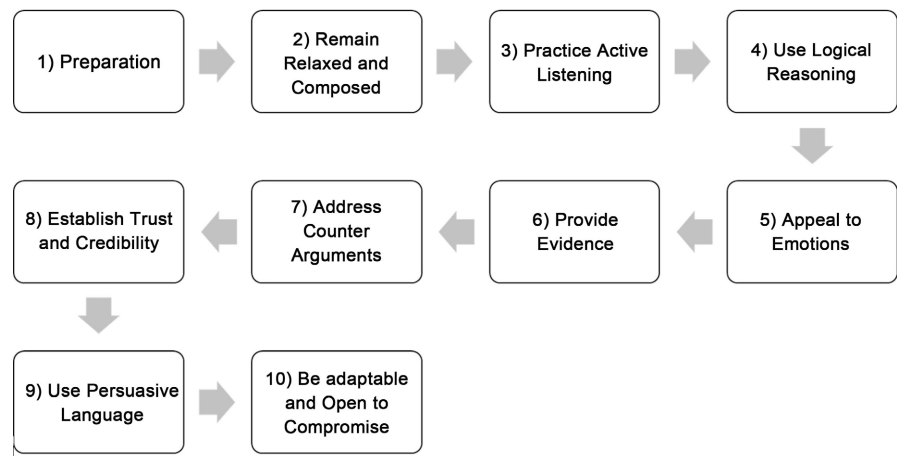 1) Preparation
2) Remain
Relaxed and
Composed
3) Practice Active
Listening
4) Use Logical
Reasoning
5) Appeal to
Emotions
6) Provide
Evidence
7) Address
Counter
Arguments
8) Establish Trust
and Credibility
9) Use Persuasive
Language
10) Be adaptable
and Open to
Compromise